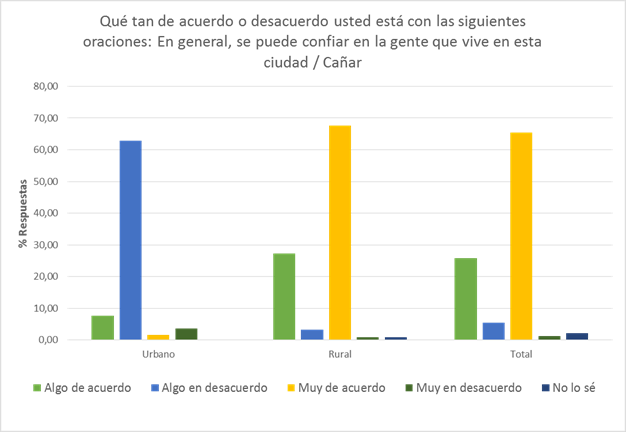 Qué tan de acuerdo o desacuerdo usted está con las siguientes
oraciones: En general, se puede confiar en la gente que vive en esta
ciudad / Cañar
80,00
70,00
60,00
50,00
40,00
30,00
20,00
10,00
0,00
% Respuestas
Urbano Rural Total
Algo de acuerdo Algo en desacuerdo Muy de acuerdo Muy en desacuerdo No lo sé